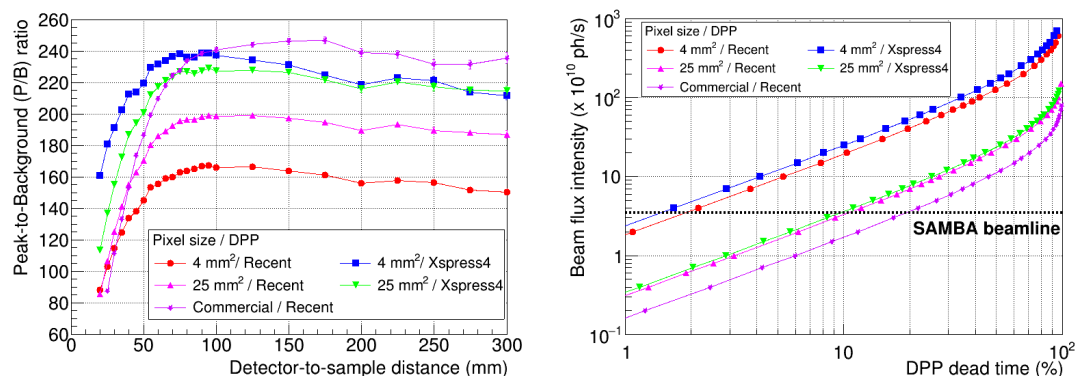 Peak-to-Background (P/B) ratio
260
240
220
200
180
160
140
120
100
80
60
Pixel size / DPP
4 mm²/ Recent
4 mm²/ Xspress4
25 mm² / Recent
25 mm² / Xspress4
Commercial / Recent
0 50 100 150 200 250 300
Detector-to-sample distance (mm)
Beam flux intensity (x 10¹⁰ ph/s)
10³
10²
10
1
10⁻¹
Pixel size / DPP
4 mm² / Recent
4 mm² / Xspress4
25 mm² / Recent
25 mm² / Xspress4
Commercial / Recent
SAMBA beamline
1 10 10²
DPP dead time (%)